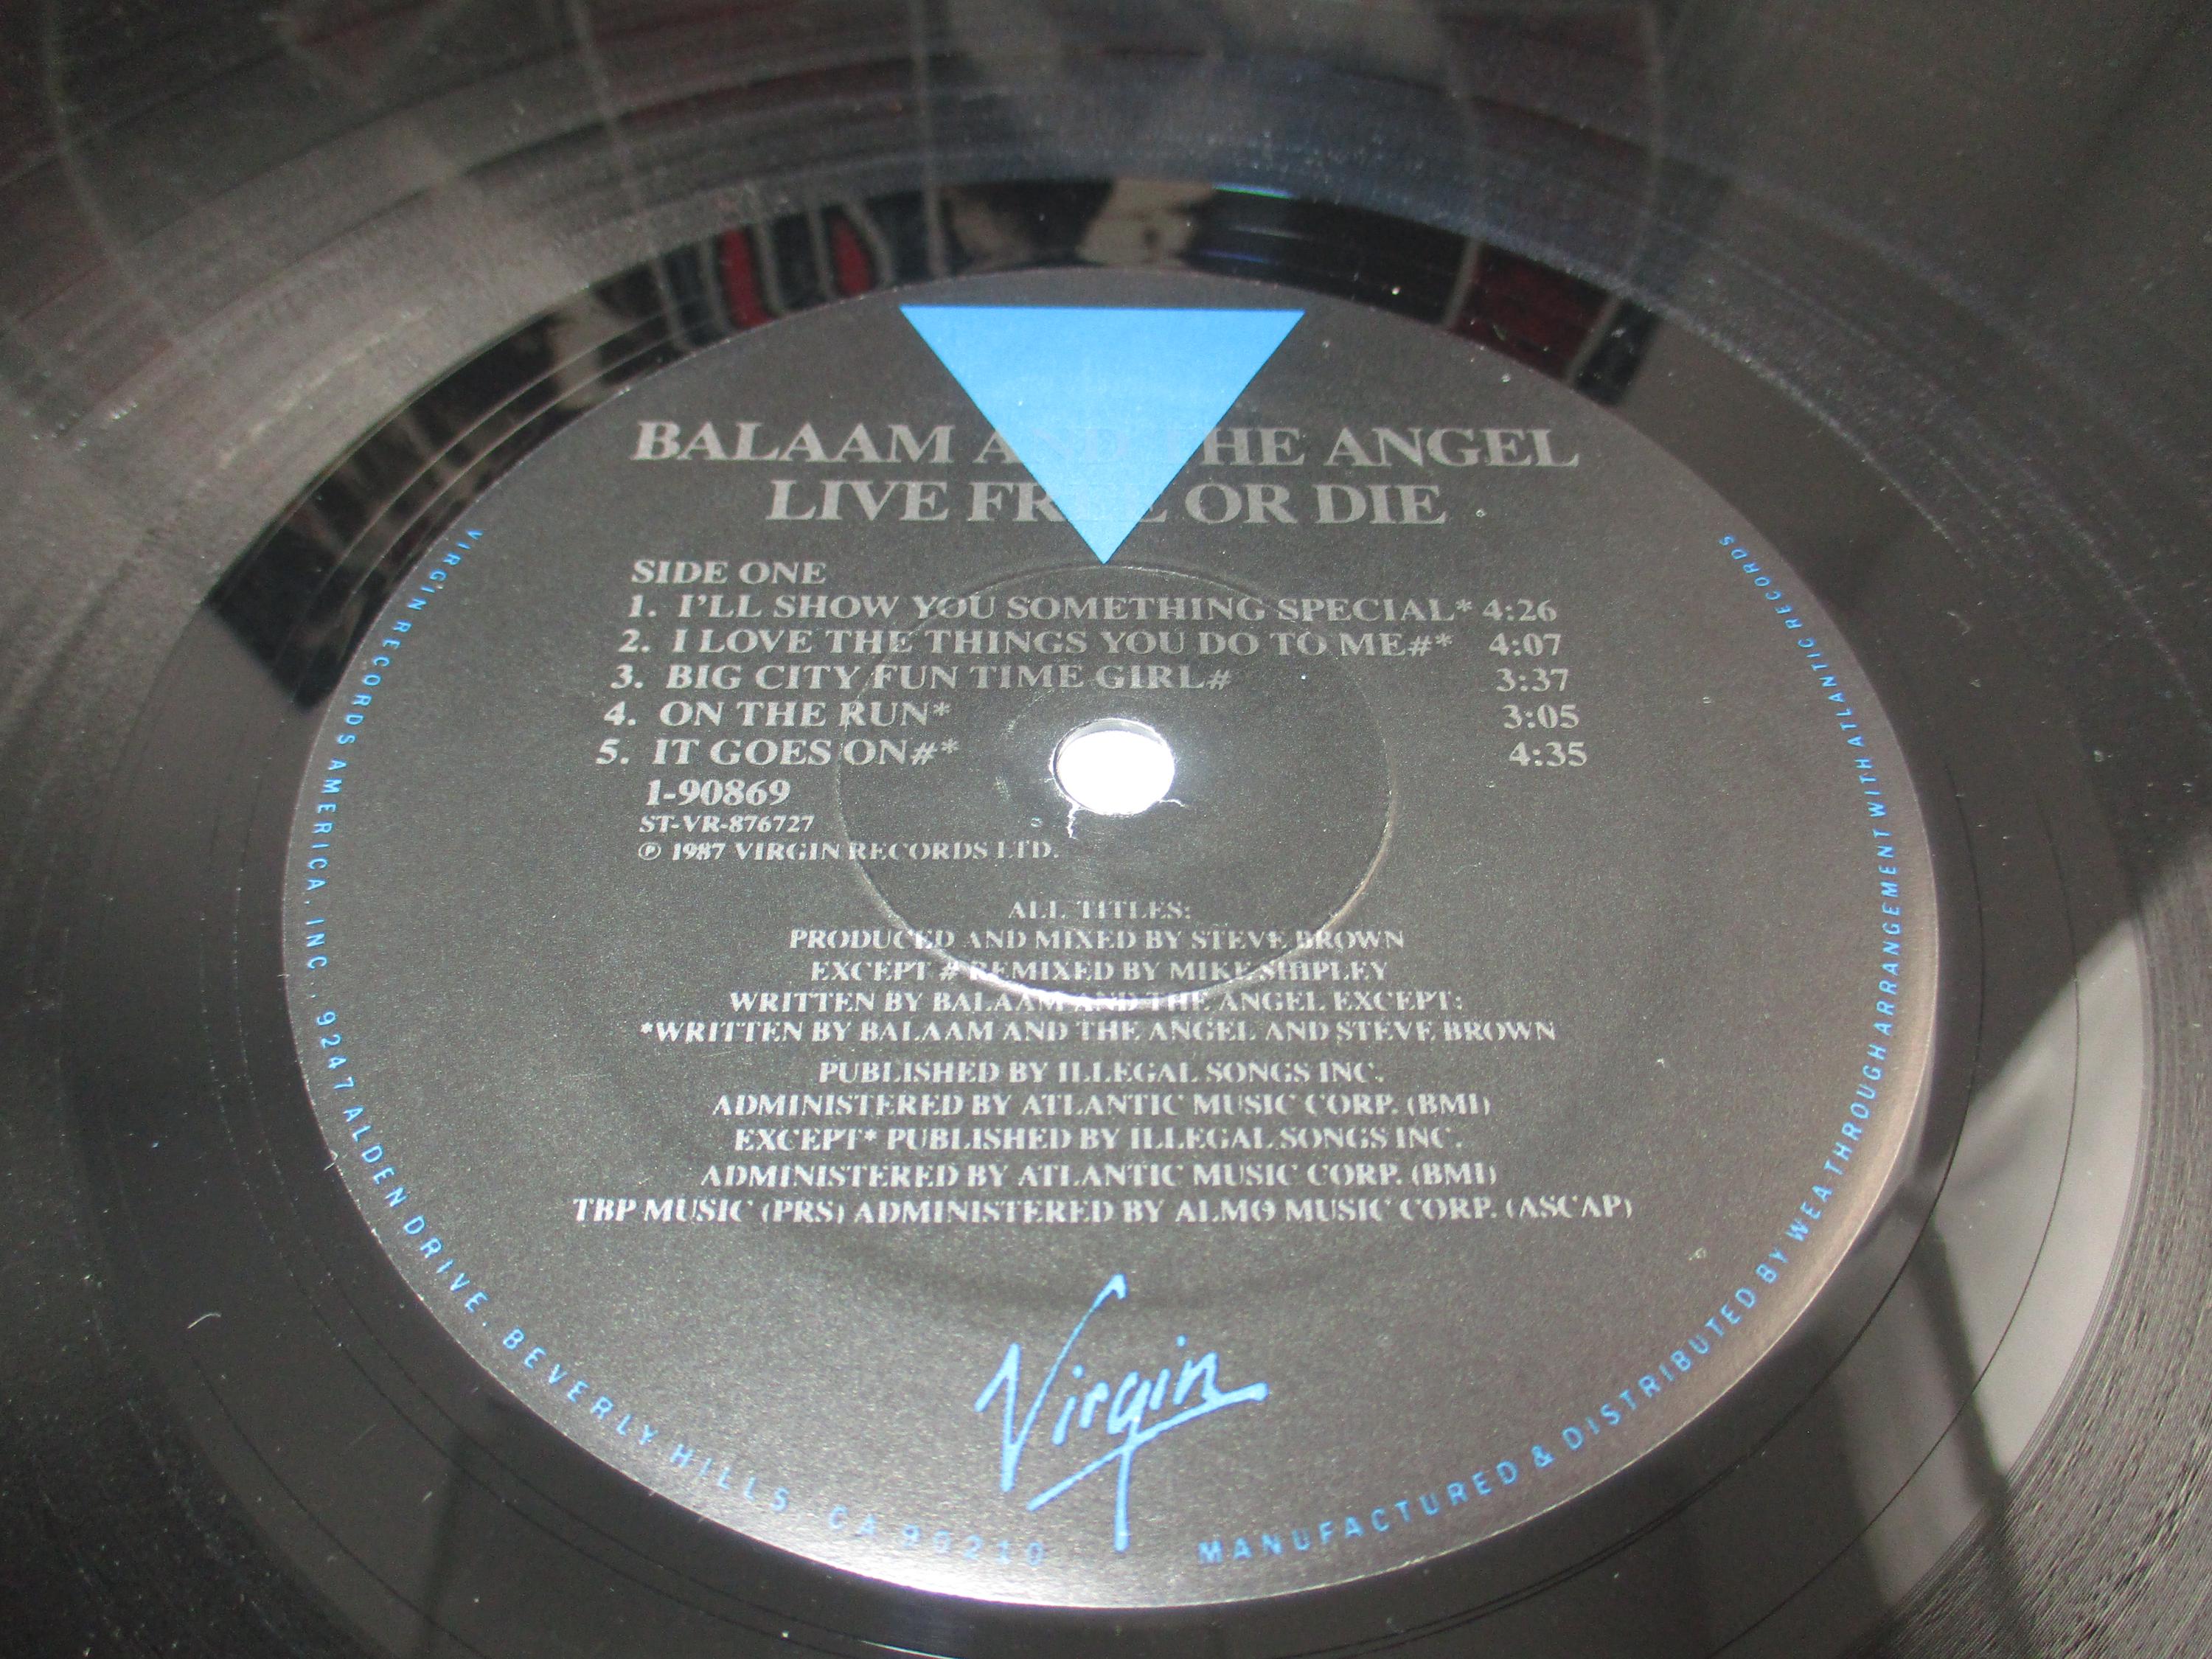 BALAAM AND THE ANGEL
LIVE FREE OR DIE
SIDE ONE
1. I'LL SHOW YOU SOMETHING SPECIAL* 4:26
2. I LOVE THE THINGS YOU DO TO ME#* 4:07
3. BIG CITY FUN TIME GIRL# 3:37
4. ON THE RUN* 3:05
5. IT GOES ON#* 4:35
1-90869
ST-VR-876727
℗ 1987 VIRGIN RECORDS LTD.
ALL TITLES:
PRODUCED AND MIXED BY STEVE BROWN
EXCEPT # REMIXED BY MIKE SHIPLEY
WRITTEN BY BALAAM AND THE ANGEL EXCEPT:
*WRITTEN BY BALAAM AND THE ANGEL AND STEVE BROWN
PUBLISHED BY ILLEGAL SONGS INC.
ADMINISTERED BY ATLANTIC MUSIC CORP. (BMI)
EXCEPT* PUBLISHED BY ILLEGAL SONGS INC.
ADMINISTERED BY ATLANTIC MUSIC CORP. (BMI)
TBP MUSIC (PRS) ADMINISTERED BY ALMO MUSIC CORP. (ASCAP)
Virgin
VIRGIN RECORDS AMERICA, INC., 9247 ALDEN DRIVE, BEVERLY HILLS, CA 90210 . MANUFACTURED & DISTRIBUTED BY WEA THROUGH ARRANGEMENT WITH ATLANTIC RECORDS